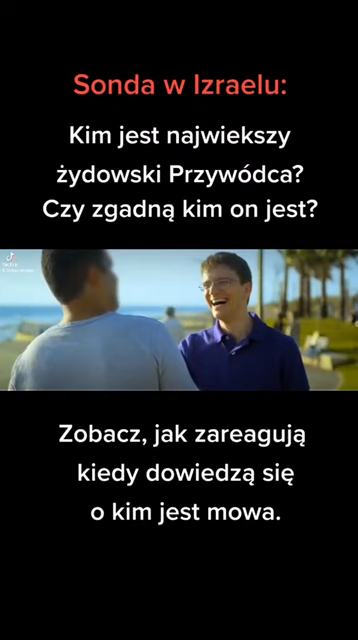 Sonda w Izraelu:
Kim jest najwiekszy
żydowski Przywódca?
Czy zgadną kim on jest?
Zobacz, jak zareagują
kiedy dowiedzą się
o kim jest mowa.